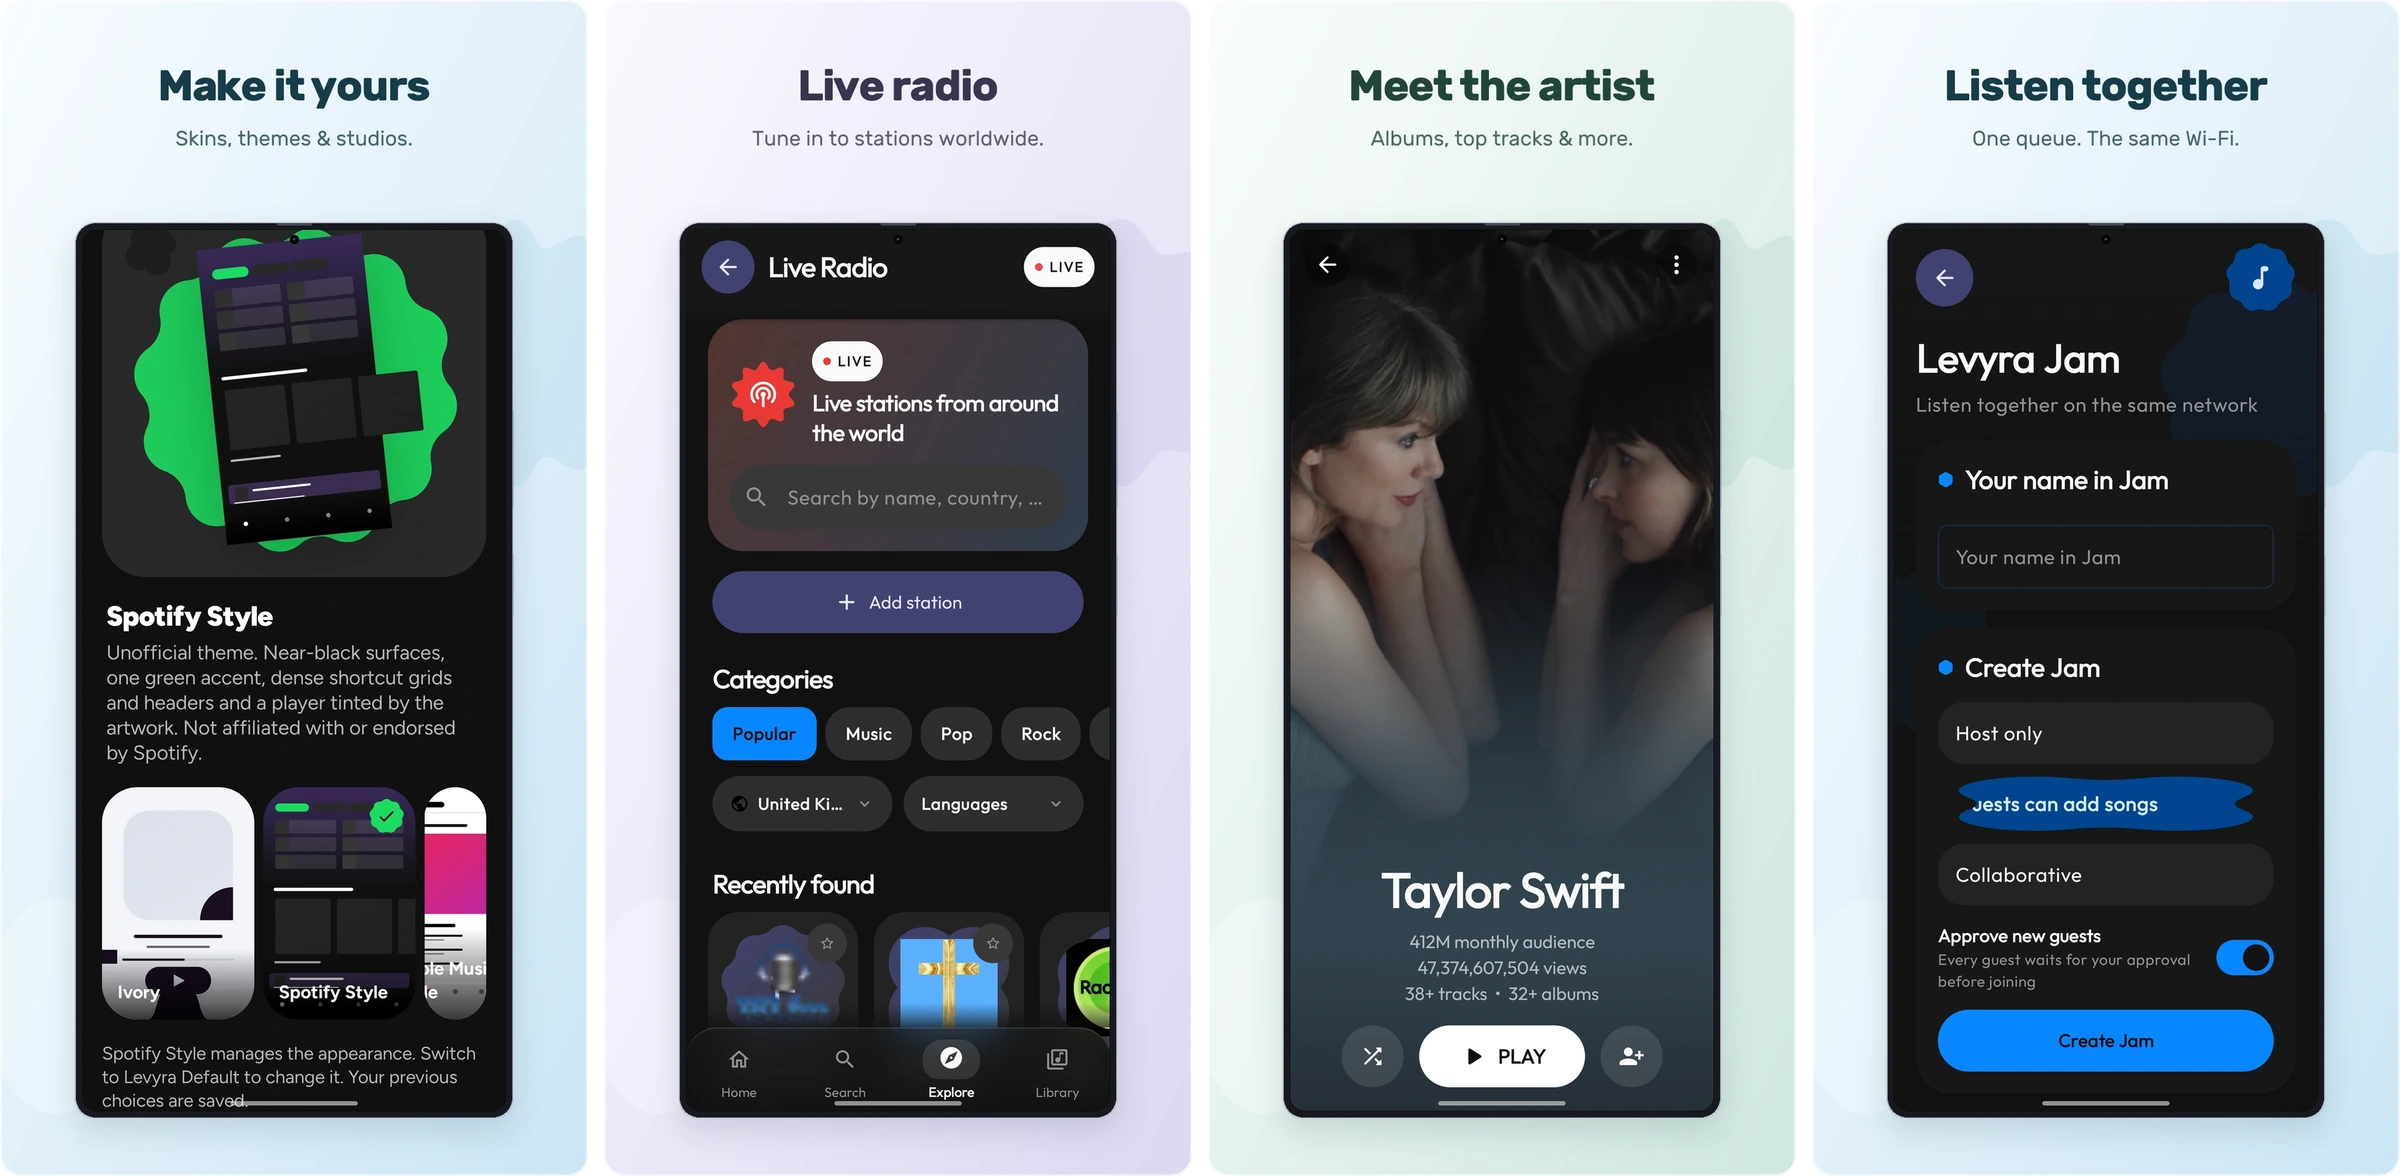 Make it yours
Skins, themes & studios.
Spotify Style
Unofficial theme. Near-black surfaces,
one green accent, dense shortcut grids
and headers and a player tinted by the
artwork. Not affiliated with or endorsed
by Spotify.
Ivory
Spotify Style
Spotify Style manages the appearance. Switch
to Levyra Default to change it. Your previous
choices are saved.
Live radio
Tune in to stations worldwide.
Live Radio
LIVE
LIVE
Live stations from around
the world
Search by name, country, ...
Add station
Categories
Popular
Music
Pop
Rock
United Ki...
Languages
Recently found
Home
Search
Explore
Library
Meet the artist
Albums, top tracks & more.
Taylor Swift
412M monthly audience
47,374,607,504 views
38+ tracks • 32+ albums
PLAY
Listen together
One queue. The same Wi-Fi.
Levyra Jam
Listen together on the same network
Your name in Jam
Your name in Jam
Create Jam
Host only
uests can add songs
Collaborative
Approve new guests
Every guest waits for your approval
before joining
Create Jam